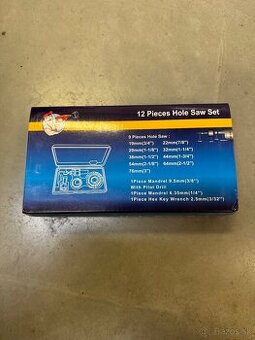 12 Pieces Hole Saw Set
9 Pieces Hole Saw :
19mm(3/4") 22mm(7/8")
29mm(1-1/8") 32mm(1-1/4")
38mm(1-1/2") 44mm(1-3/4")
54mm(2-1/8") 64mm(2-1/2")
76mm(3")
1Piece Mandrel 9.5mm(3/8")
With Pilot Drill
1Piece Mandrel 6.35mm(1/4")
1Piece Hex Key Wrench 2.5mm(3/32")